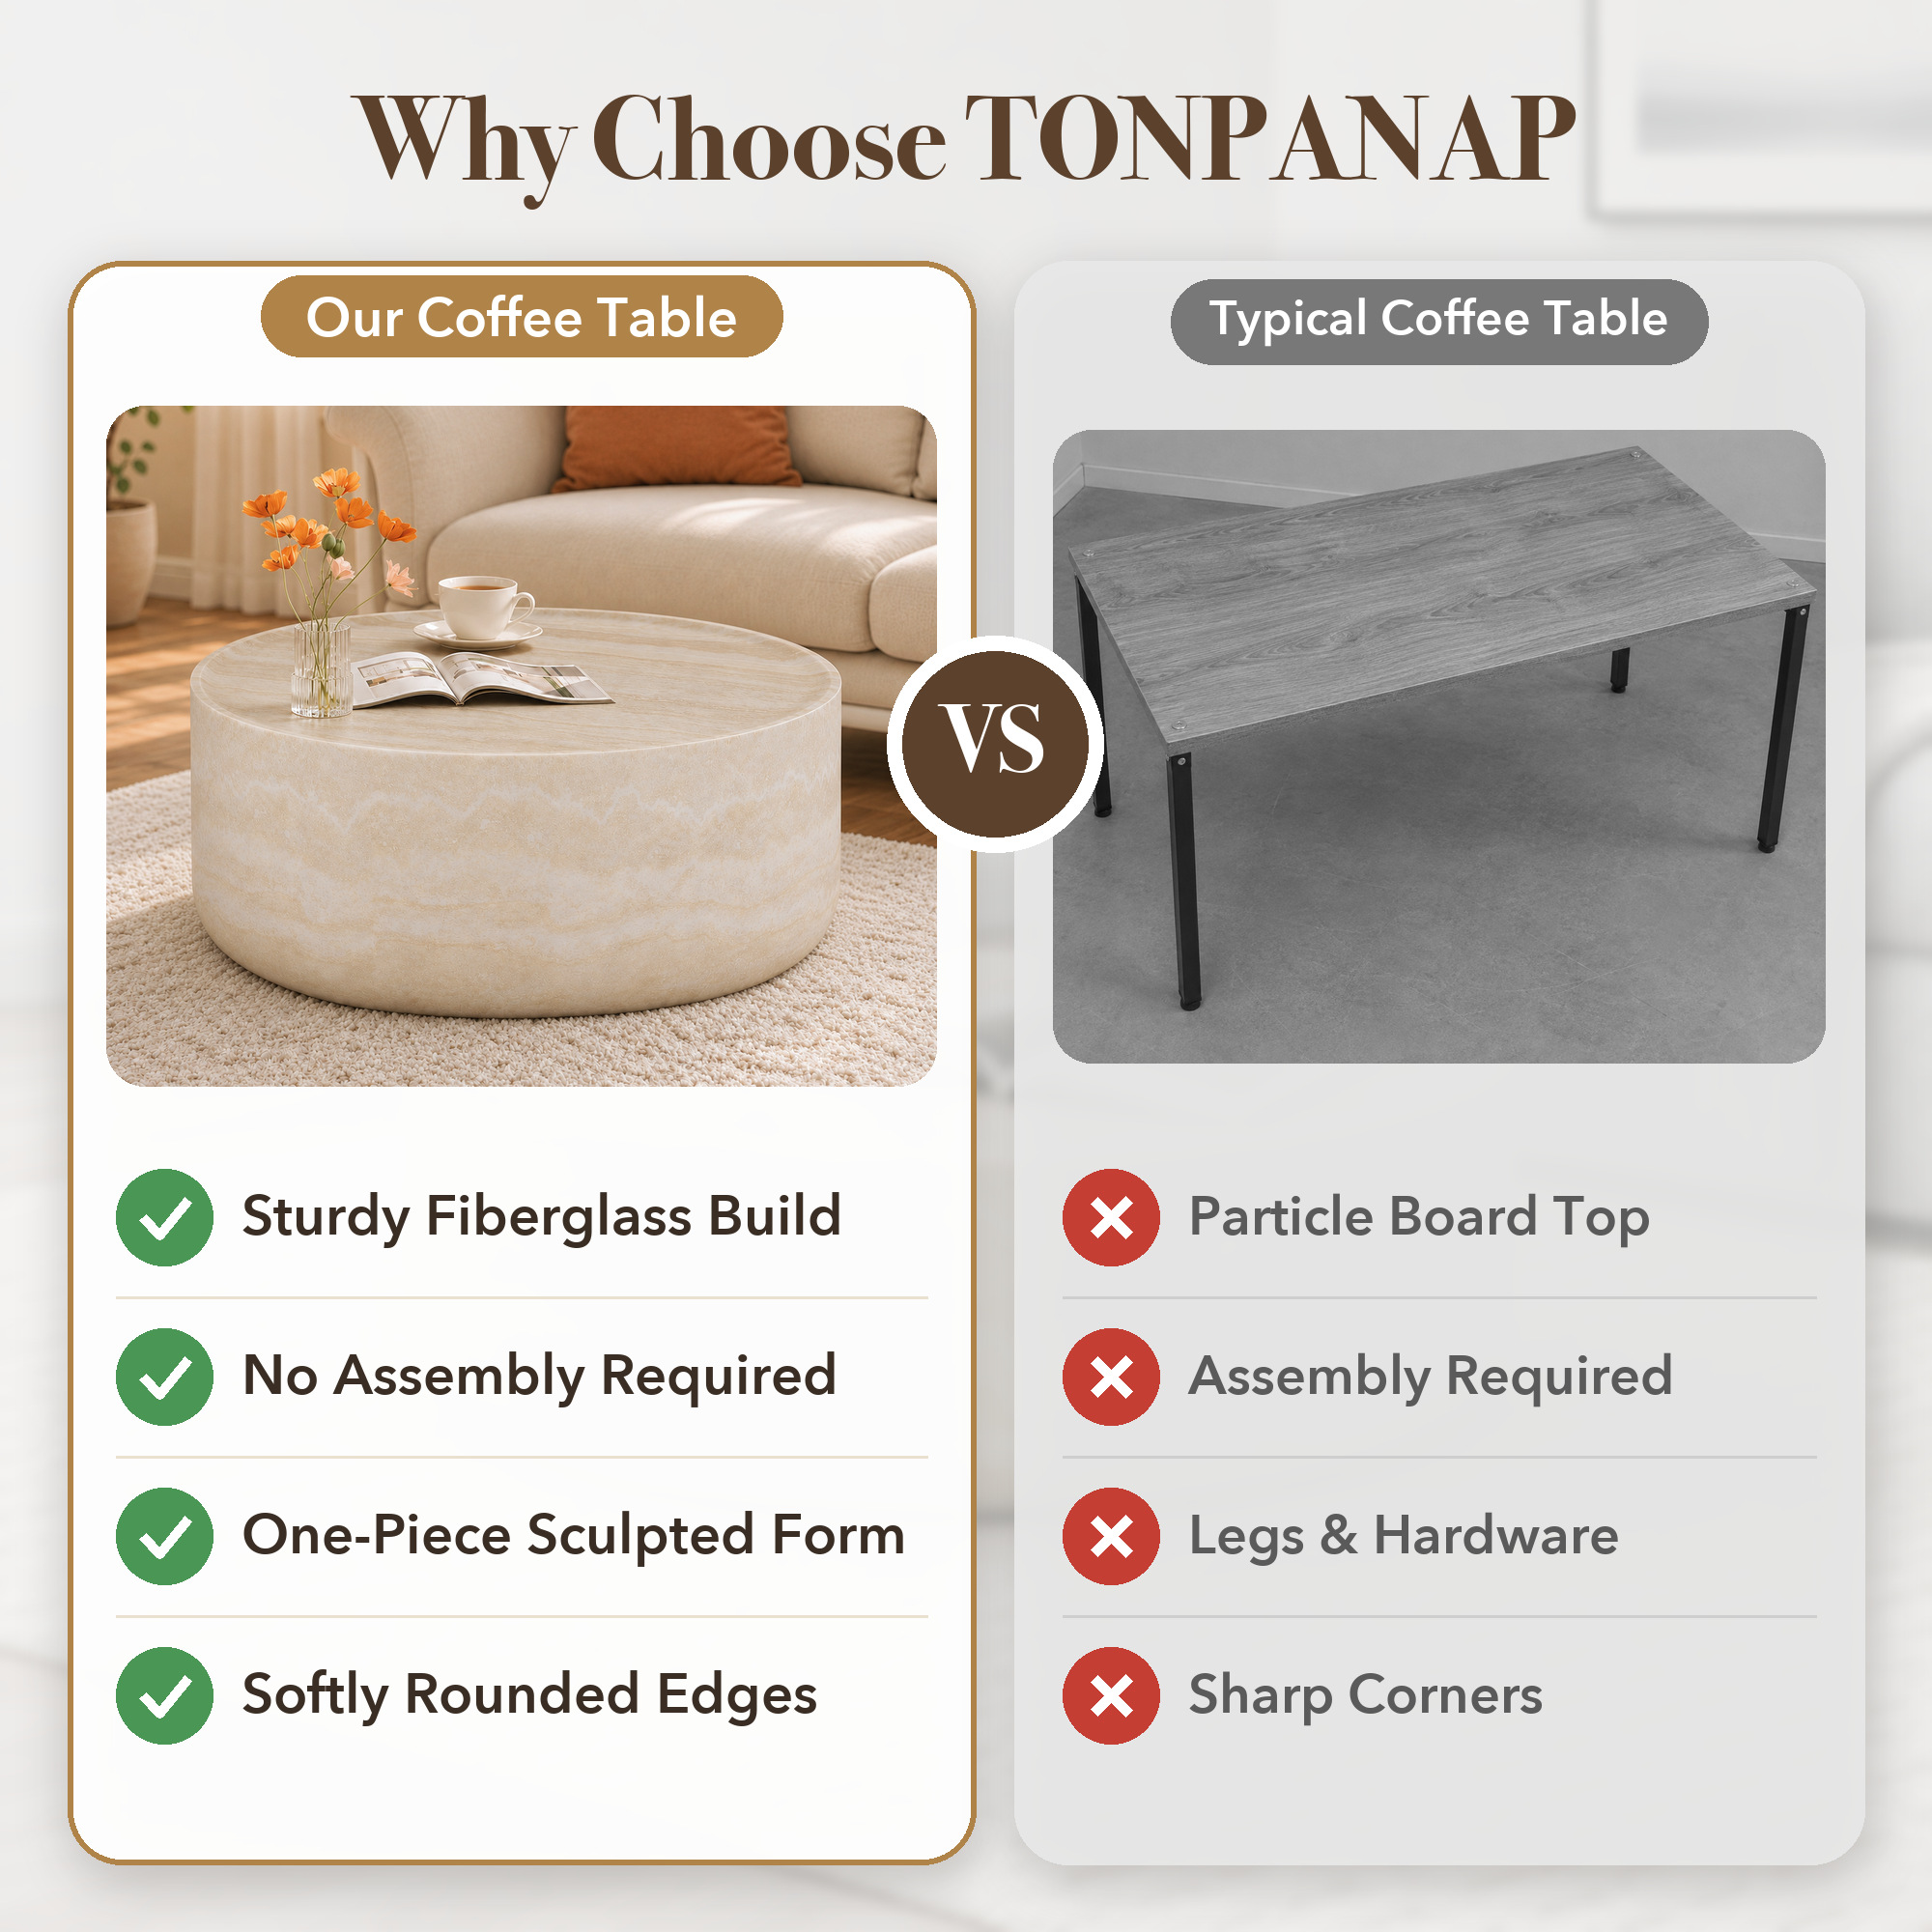 Why Choose TONPANAP
Our Coffee Table
Typical Coffee Table
VS
Sturdy Fiberglass Build
No Assembly Required
One-Piece Sculpted Form
Softly Rounded Edges
Particle Board Top
Assembly Required
Legs & Hardware
Sharp Corners